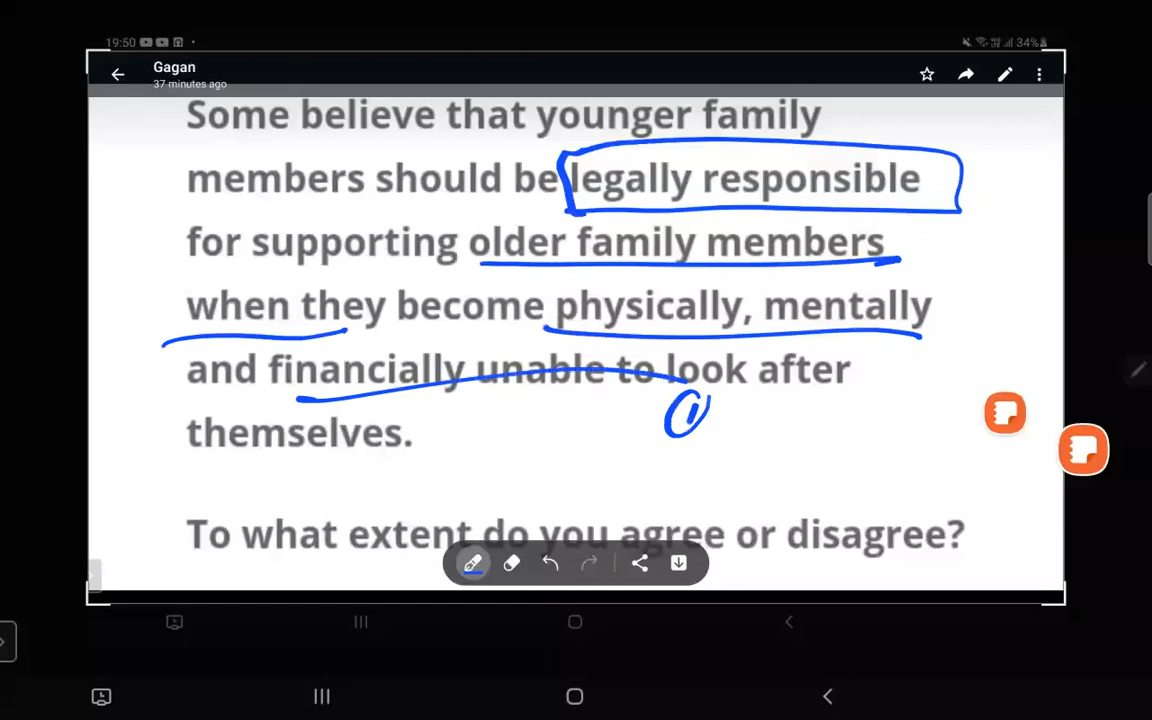 19:50 34%
Gagan
37 minutes ago
Some believe that younger family
members should be legally responsible
for supporting older family members
when they become physically, mentally
and financially unable to look after
themselves.
1
To what extent do you agree or disagree?